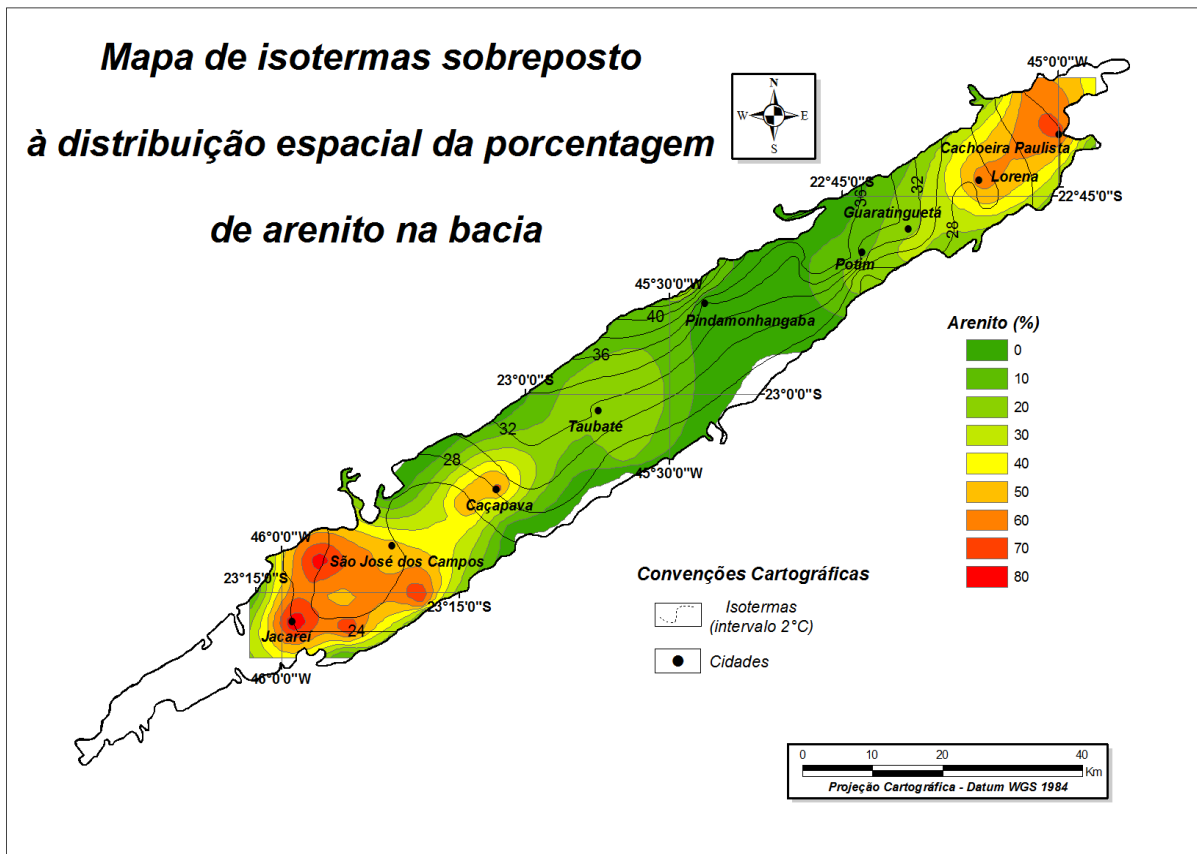 Mapa de isotermas sobreposto
à distribuição espacial da porcentagem
de arenito na bacia
N
W E
S
45°0'0"W
Cachoeira Paulista
Lorena
22°45'0"S
22°45'0"S
36
32
Guaratinguetá
28
Potim
45°30'0"W
40
Pindamonhangaba
36
23°0'0"S
23°0'0"S
Taubaté
32
45°30'0"W
28
Caçapava
46°0'0"W
São José dos Campos
23°15'0"S
23°15'0"S
Jacareí
24
46°0'0"W
Arenito (%)
0
10
20
30
40
50
60
70
80
Convenções Cartográficas
Isotermas
(intervalo 2°C)
Cidades
0 10 20 40
Km
Projeção Cartográfica - Datum WGS 1984